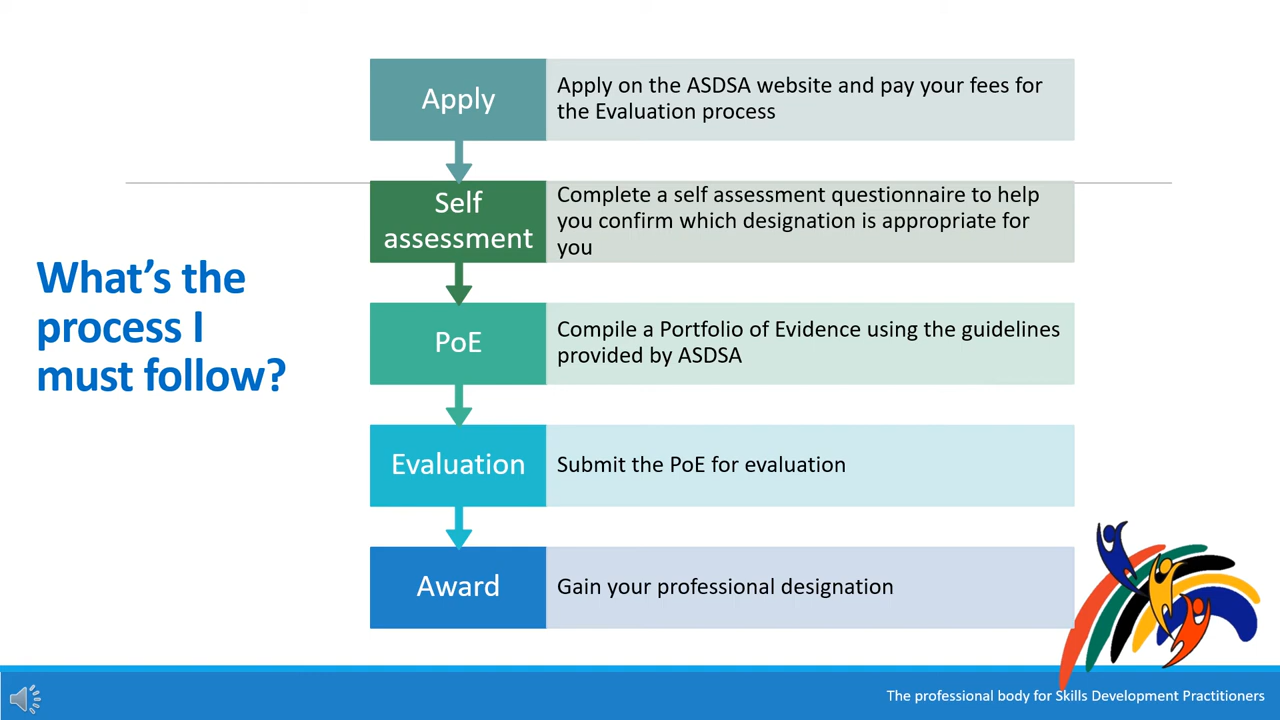 What's the
process I
must follow?
Apply
Apply on the ASDSA website and pay your fees for
the Evaluation process
Self
assessment
Complete a self assessment questionnaire to help
you confirm which designation is appropriate for
you
PoE
Compile a Portfolio of Evidence using the guidelines
provided by ASDSA
Evaluation
Submit the PoE for evaluation
Award
Gain your professional designation
The professional body for Skills Development Practitioners